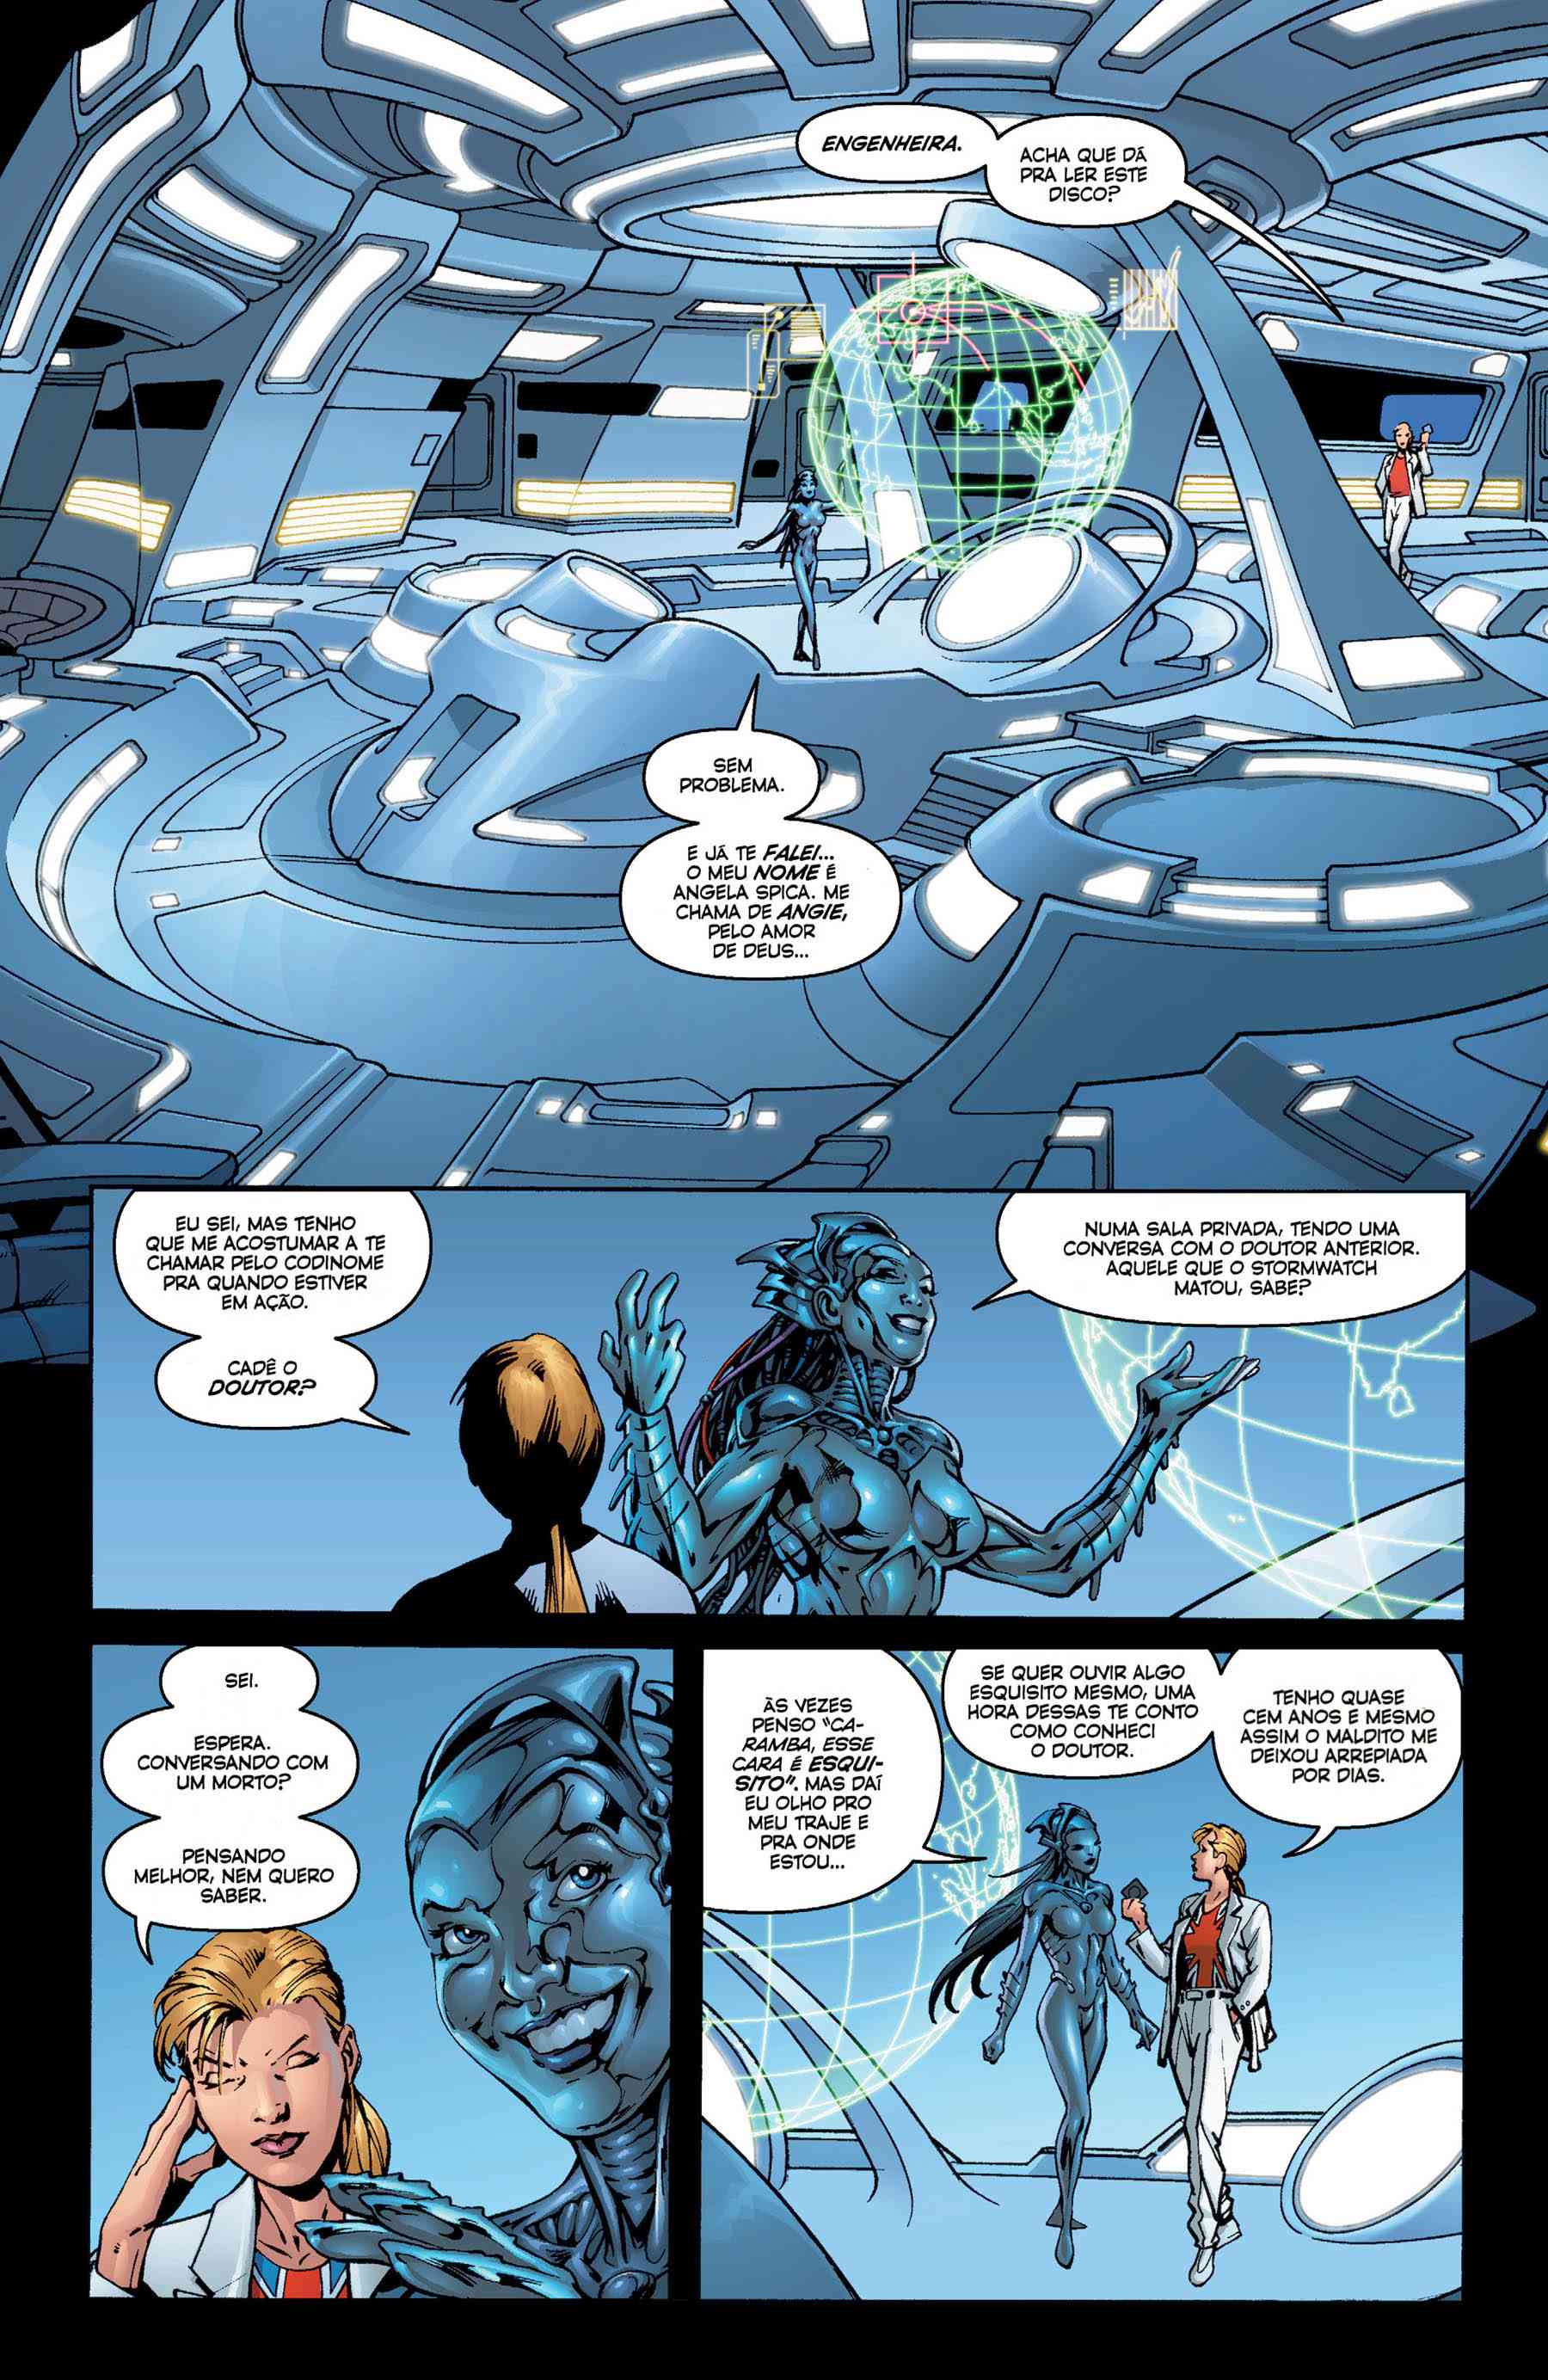 ENGENHEIRA.
ACHA QUE DÁ
PRA LER ESTE
DISCO?
SEM
PROBLEMA.
E JÁ TE FALEI...
O MEU NOME É
ANGELA SPICA. ME
CHAMA DE ANGIE,
PELO AMOR
DE DEUS...
EU SEI, MAS TENHO
QUE ME ACOSTUMAR A TE
CHAMAR PELO CODINOME
PRA QUANDO ESTIVER
EM AÇÃO.
CADÊ O
DOUTOR?
NUMA SALA PRIVADA, TENDO UMA
CONVERSA COM O DOUTOR ANTERIOR.
AQUELE QUE O STORMWATCH
MATOU, SABE?
SEI.
ESPERA.
CONVERSANDO COM
UM MORTO?
PENSANDO
MELHOR, NEM QUERO
SABER.
ÀS VEZES
PENSO "CA-
RAMBA, ESSE
CARA É ESQUI-
SITO". MAS DAÍ
EU OLHO PRO
MEU TRAJE E
PRA ONDE
ESTOU...
SE QUER OUVIR ALGO
ESQUISITO MESMO, UMA
HORA DESSAS TE CONTO
COMO CONHECI
O DOUTOR.
TENHO QUASE
CEM ANOS E MESMO
ASSIM O MALDITO ME
DEIXOU ARREPIADA
POR DIAS.